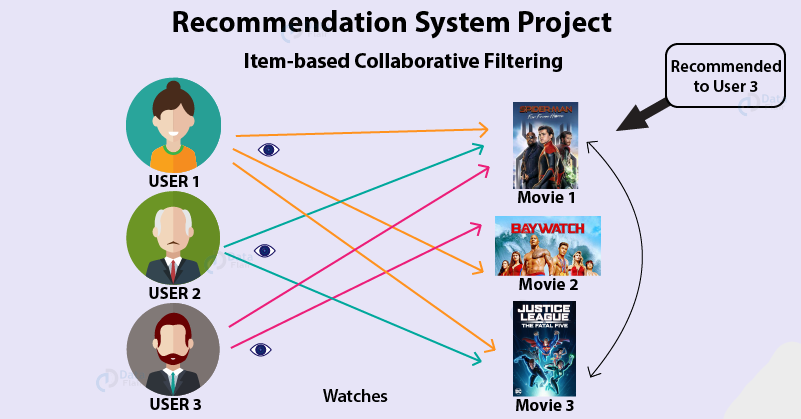 Recommendation System Project
Item-based Collaborative Filtering
Recommended
to User 3
USER 1
SPIDER-MAN
FAR FROM HOME
Movie 1
USER 2
BAYWATCH
Movie 2
USER 3
JUSTICE
LEAGUE
THE FATAL FIVE
Movie 3
Watches